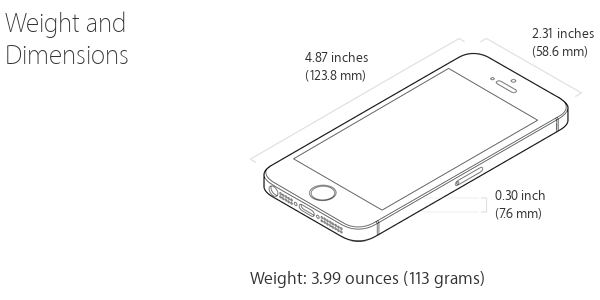 Weight and
Dimensions
4.87 inches
(123.8 mm)
2.31 inches
(58.6 mm)
0.30 inch
(7.6 mm)
Weight: 3.99 ounces (113 grams)